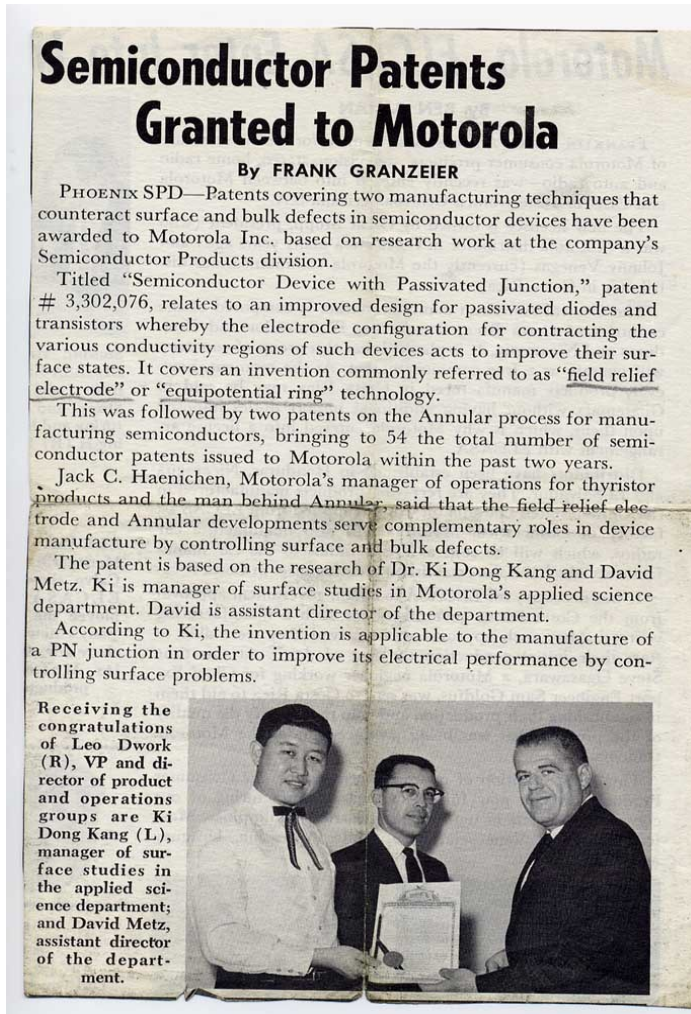 Semiconductor Patents
Granted to Motorola
By FRANK GRANZEIER
PHOENIX SPD—Patents covering two manufacturing techniques that
counteract surface and bulk defects in semiconductor devices have been
awarded to Motorola Inc. based on research work at the company's
Semiconductor Products division.
Titled "Semiconductor Device with Passivated Junction," patent
# 3,302,076, relates to an improved design for passivated diodes and
transistors whereby the electrode configuration for contracting the
various conductivity regions of such devices acts to improve their sur-
face states. It covers an invention commonly referred to as "field relief
electrode" or "equipotential ring" technology.
This was followed by two patents on the Annular process for manu-
facturing semiconductors, bringing to 54 the total number of semi-
conductor patents issued to Motorola within the past two years.
Jack C. Haenichen, Motorola's manager of operations for thyristor
products and the man behind Annular, said that the field relief elec
trode and Annular developments serve complementary roles in device
manufacture by controlling surface and bulk defects.
The patent is based on the research of Dr. Ki Dong Kang and David
Metz. Ki is manager of surface studies in Motorola's applied science
department. David is assistant director of the department.
According to Ki, the invention is applicable to the manufacture of
a PN junction in order to improve its electrical performance by con-
trolling surface problems.
Receiving the
congratulations
of Leo Dwork
(R), VP and di-
rector of product
and operations
groups are Ki
Dong Kang (L),
manager of sur-
face studies in
the applied sci-
ence department;
and David Metz,
assistant director
of the depart-
ment.